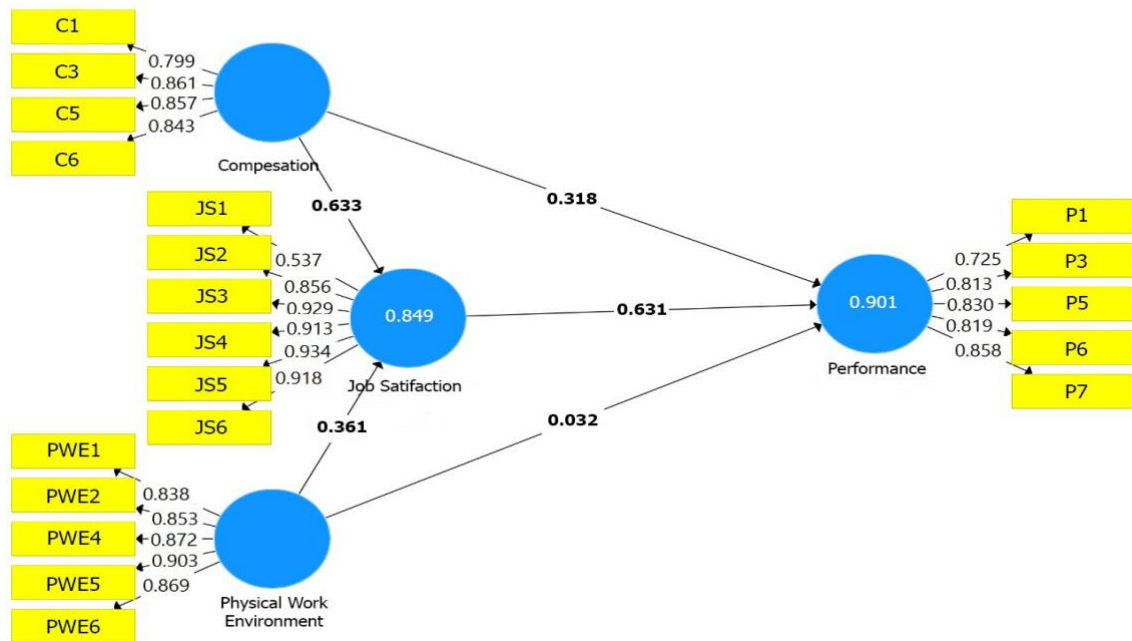 C1
C3
C5
C6
0.799
0.861
0.857
0.843
Compesation
0.633
0.318
JS1
JS2
JS3
JS4
JS5
JS6
0.537
0.856
0.929
0.913
0.934
0.918
0.849
Job Satifaction
0.631
0.361
0.032
PWE1
PWE2
PWE4
PWE5
PWE6
0.838
0.853
0.872
0.903
0.869
Physical Work
Environment
0.901
Performance
0.725
0.813
0.830
0.819
0.858
P1
P3
P5
P6
P7